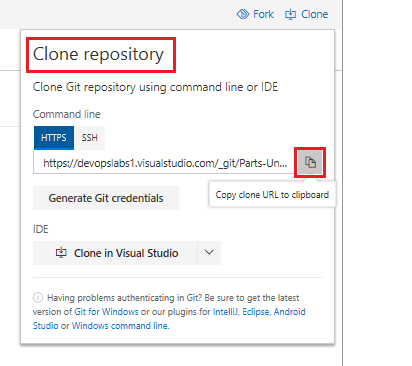 Fork Clone
Clone repository
Clone Git repository using command line or IDE
Command line
HTTPS SSH
https://devopslabs1.visualstudio.com/_git/Parts-Un...
Copy clone URL to clipboard
Generate Git credentials
IDE
Clone in Visual Studio
Having problems authenticating in Git? Be sure to get the latest
version of Git for Windows or our plugins for IntelliJ, Eclipse, Android
Studio or Windows command line.